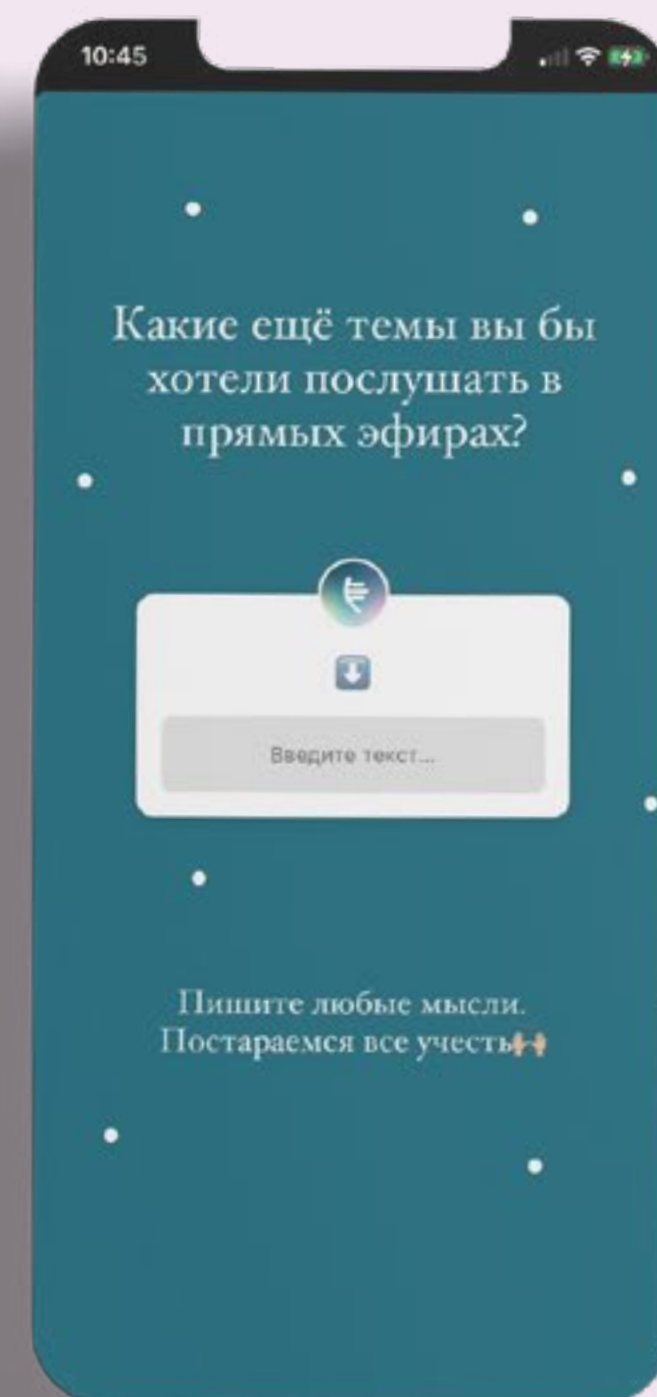 10:45
Какие ещё темы вы бы
хотели послушать в
прямых эфирах?
Введите текст...
Пишите любые мысли.
Постараемся все учесть🙌🏼